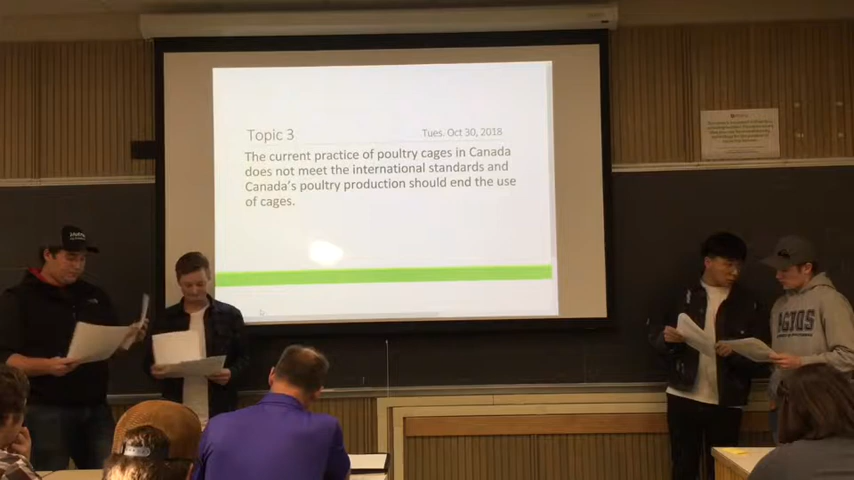 Topic 3
Tues. Oct 30, 2018
The current practice of poultry cages in Canada
does not meet the international standards and
Canada's poultry production should end the use
of cages.